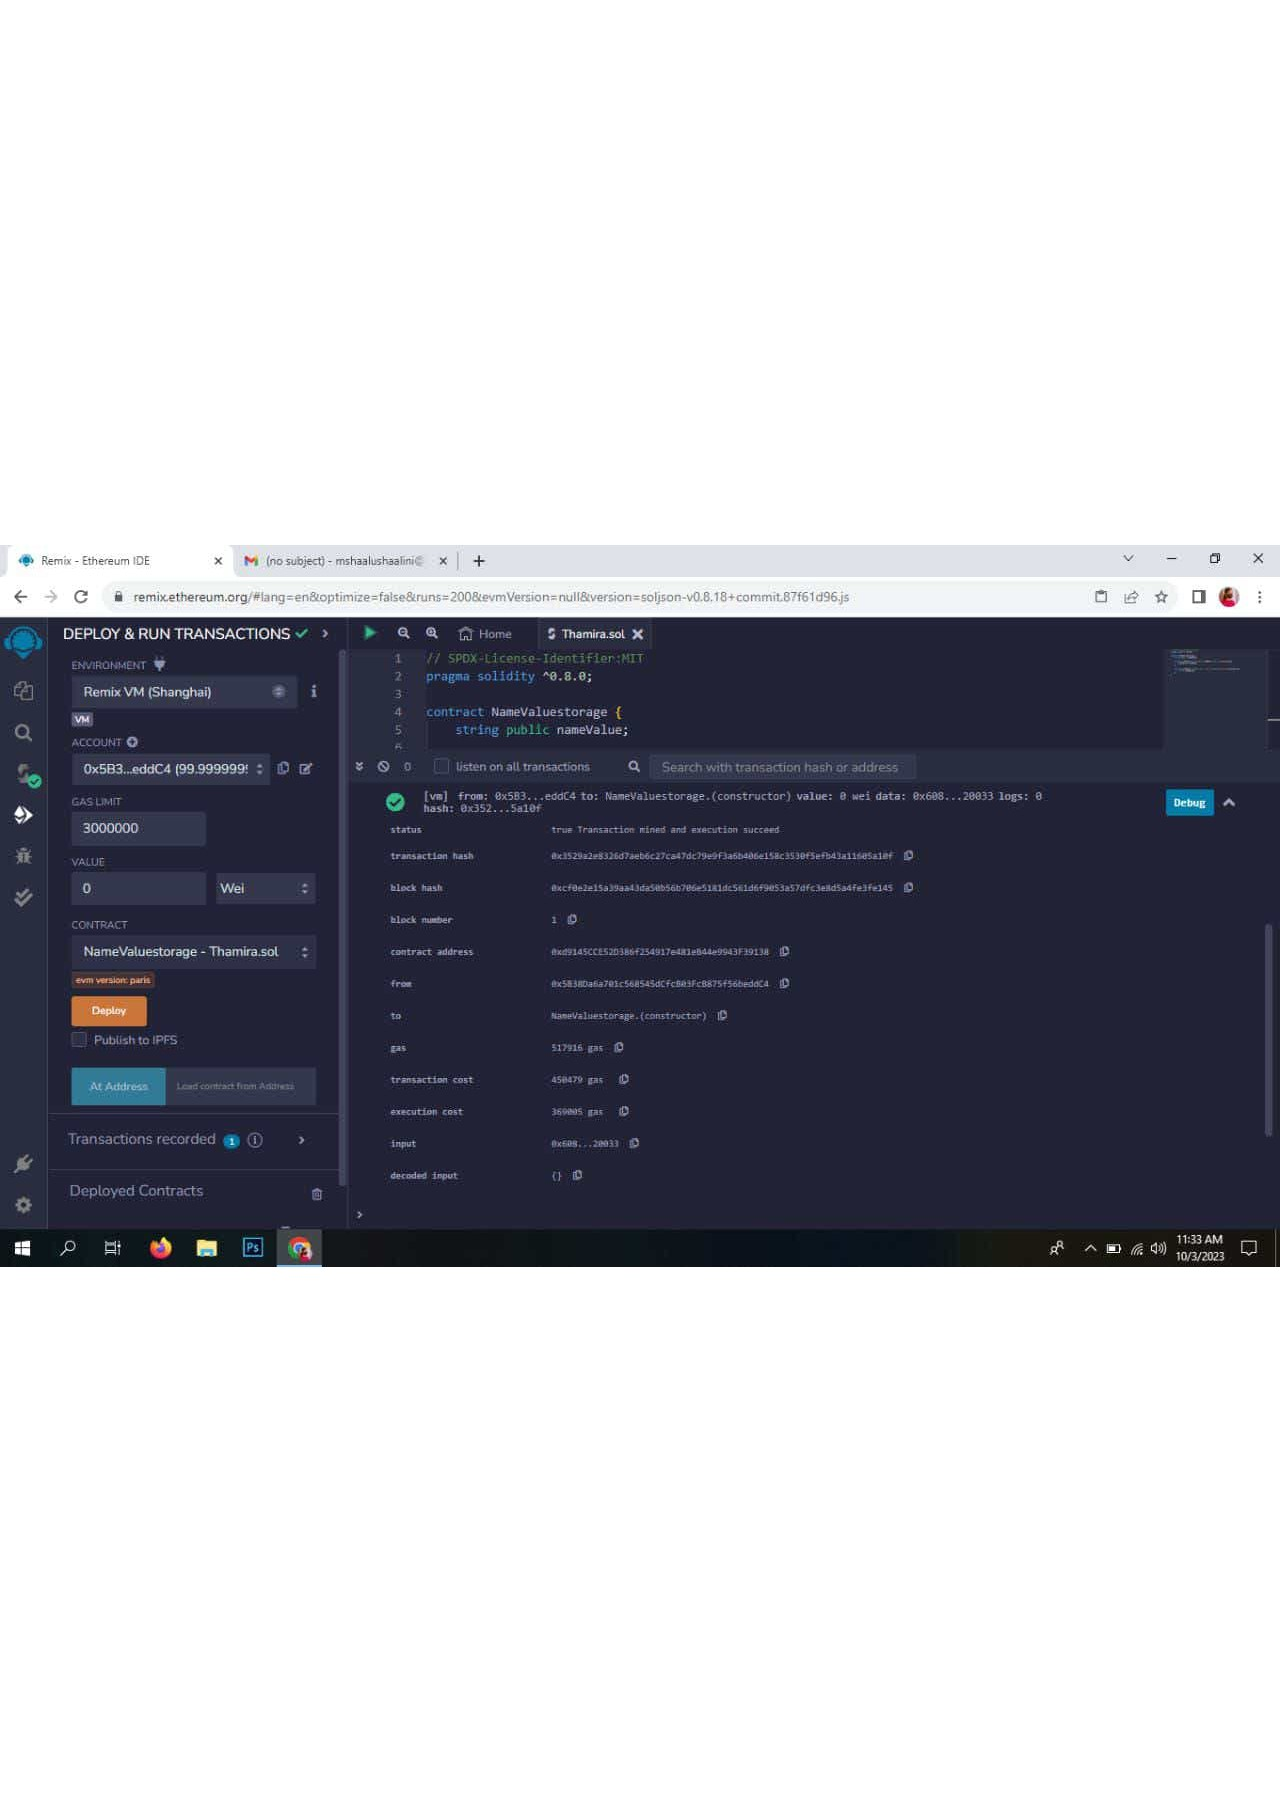 Remix - Ethereum IDE
(no subject) - mshaalushaalini@
remix.ethereum.org/#lang=en&optimize=false&runs=200&evmVersion=null&version=soljson-v0.8.18+commit.87f61d96.js
DEPLOY & RUN TRANSACTIONS
Home
Thamira.sol
ENVIRONMENT
Remix VM (Shanghai)
VM
ACCOUNT
0x5B3...eddC4 (99.9999999
GAS LIMIT
3000000
VALUE
0
Wei
CONTRACT
NameValuestorage - Thamira.sol
evm version: paris
Deploy
Publish to IPFS
At Address
Load contract from Address
Transactions recorded 1
Deployed Contracts
1 // SPDX-License-Identifier:MIT
2 pragma solidity ^0.8.0;
3
4 contract NameValuestorage {
5 string public nameValue;
6
0
listen on all transactions
Search with transaction hash or address
[vm] from: 0x5B3...eddC4 to: NameValuestorage.(constructor) value: 0 wei data: 0x608...20033 logs: 0
hash: 0x352...5a10f
Debug
status true Transaction mined and execution succeed
transaction hash 0x3529a2e8326d7aeb6c27ca47dc79e9f3a6b406e158c3530f5efb43a11605a10f
block hash 0xcf0e2e15a39aa43da50b56b706e5181dc561d6f9053a57dfc3e8d5a4fe3fe145
block number 1
contract address 0xd9145CCE52D386f254917e481eB44e9943F39138
from 0x5B38Da6a701c568545dCfcB03FcB875f56beddC4
to NameValuestorage.(constructor)
gas 517916 gas
transaction cost 450479 gas
execution cost 369005 gas
input 0x608...20033
decoded input {}
>
Ps
11:33 AM
10/3/2023